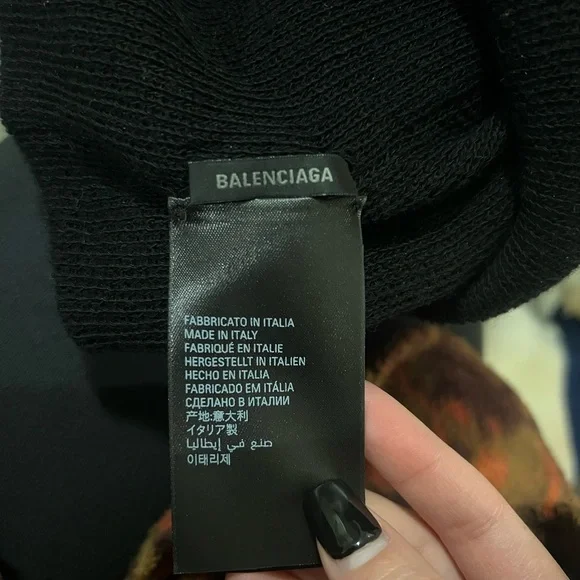 BALENCIAGA
FABBRICATO IN ITALIA
MADE IN ITALY
FABRIQUÉ EN ITALIE
HERGESTELLT IN ITALIEN
HECHO EN ITALIA
FABRICADO EM ITÁLIA
СДЕЛАНО В ИТАЛИИ
产地:意大利
イタリア製
صنع في إيطاليا
이태리제